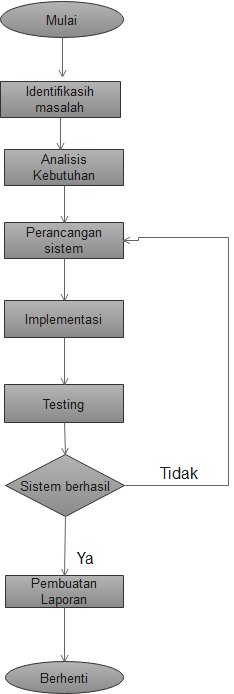 Mulai
Identifikasih
masalah
Analisis
Kebutuhan
Perancangan
sistem
Implementasi
Testing
Sistem berhasil
Tidak
Ya
Pembuatan
Laporan
Berhenti